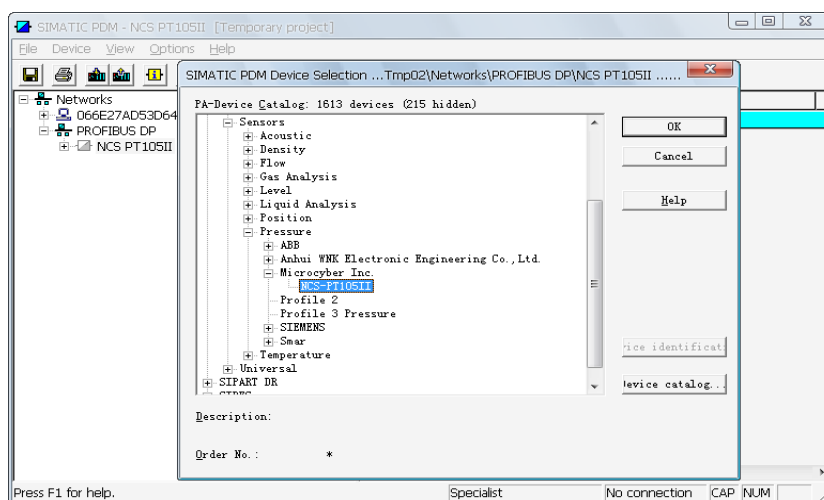 SIMATIC PDM - NCS PT105II [Temporary project]
File Device View Options Help
Networks
066E27AD53D64
PROFIBUS DP
NCS PT105II
SIMATIC PDM Device Selection ...Tmp02\Networks\PROFIBUS DP\NCS PT105II ......
PA-Device Catalog: 1613 devices (215 hidden)
Sensors
Acoustic
Density
Flow
Gas Analysis
Level
Liquid Analysis
Position
Pressure
ABB
Anhui WNK Electronic Engineering Co.,Ltd.
Microcyber Inc.
NCS-PT105II
Profile 2
Profile 3 Pressure
SIEMENS
Smar
Temperature
Universal
SIPART DR
OK
Cancel
Help
vice identificati
Device catalog...
Description:
Order No.: *
Press F1 for help.
Specialist
No connection
CAP
NUM